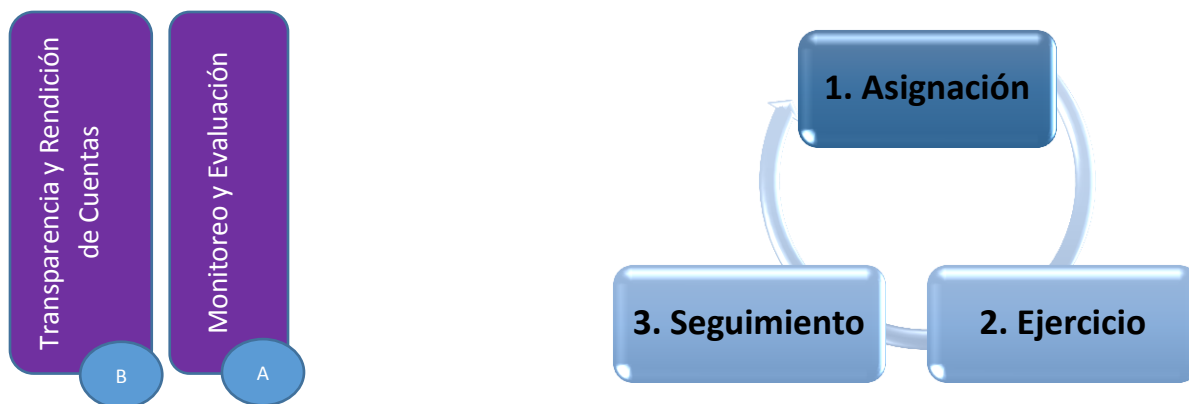 Transparencia y Rendición
de Cuentas
B
Monitoreo y Evaluación
A
1. Asignación
3. Seguimiento
2. Ejercicio